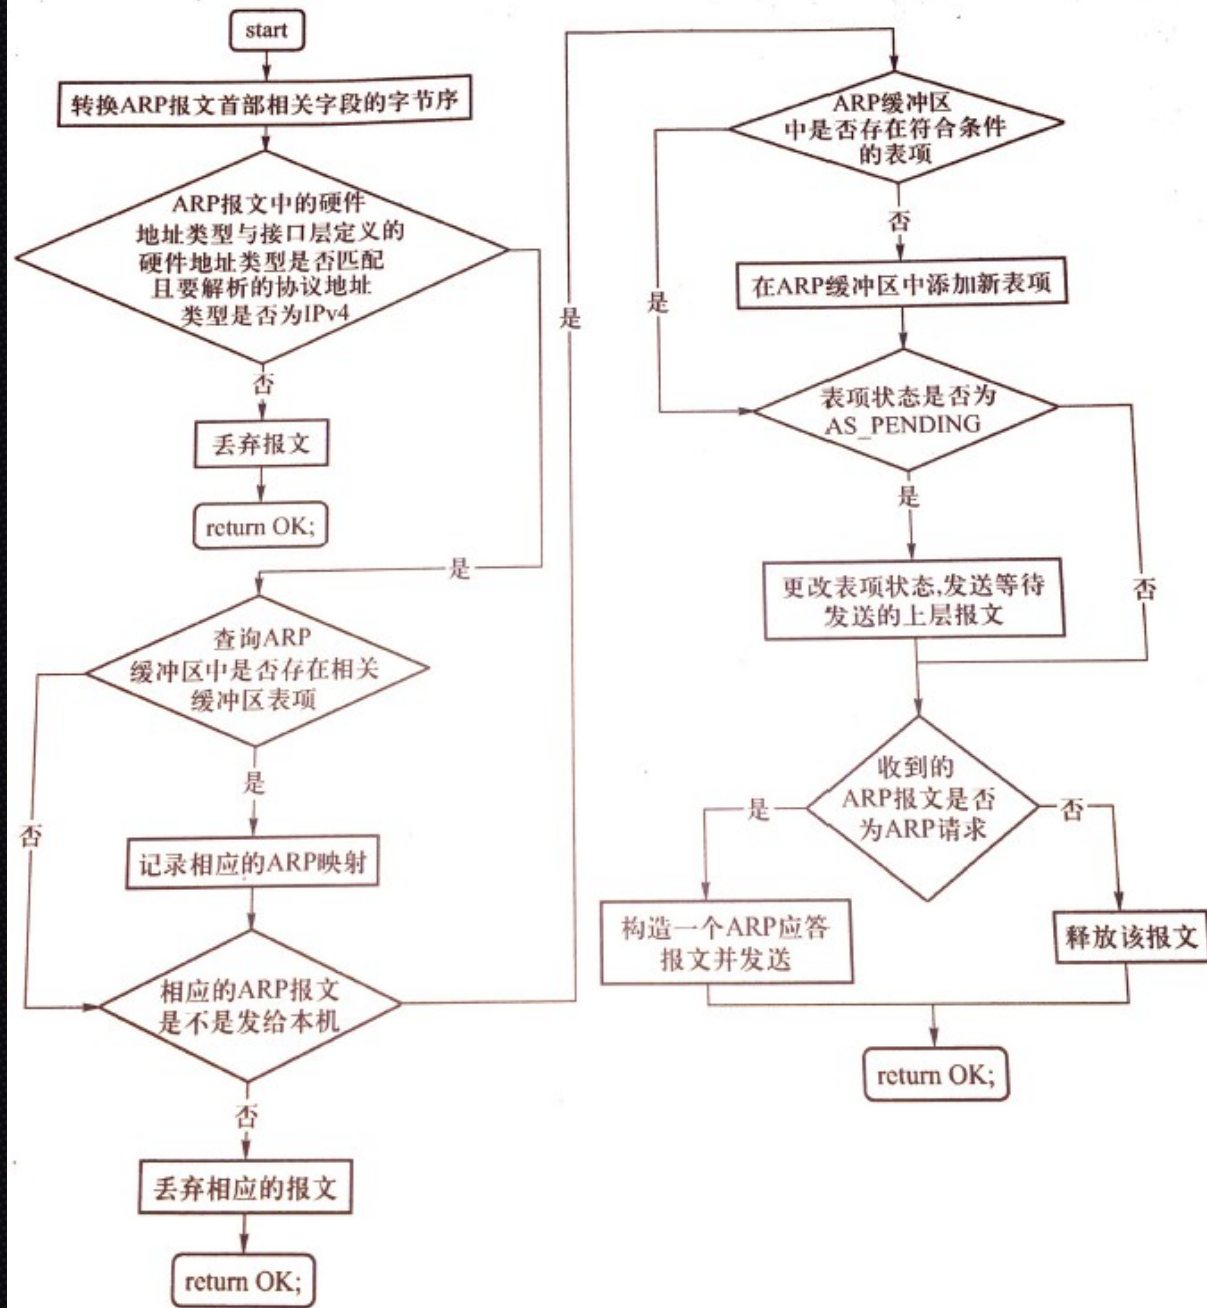 start
转换ARP报文首部相关字段的字节序
ARP报文中的硬件
地址类型与接口层定义的
硬件地址类型是否匹配
且要解析的协议地址
类型是否为IPv4
否
丢弃报文
return OK;
是
查询ARP
缓冲区中是否存在相关
缓冲区表项
是
否
记录相应的ARP映射
相应的ARP报文
是不是发给本机
否
丢弃相应的报文
return OK;
是
ARP缓冲区
中是否存在符合条件
的表项
否
是
在ARP缓冲区中添加新表项
表项状态是否为
AS_PENDING
是
否
更改表项状态,发送等待
发送的上层报文
收到的
ARP报文是否
为ARP请求
是
否
构造一个ARP应答
报文并发送
释放该报文
return OK;